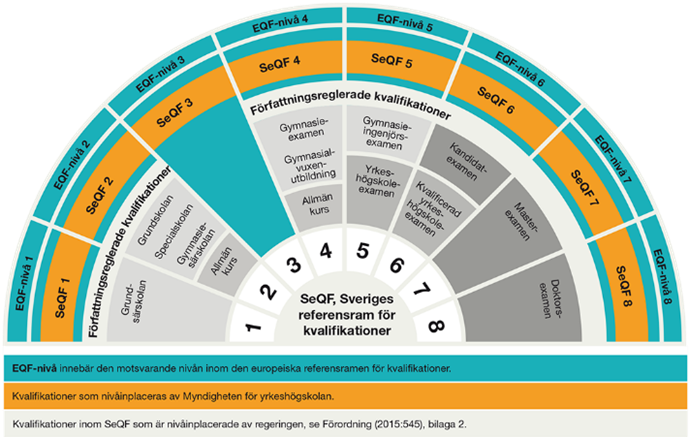 EQF-nivå 1
EQF-nivå 2
EQF-nivå 3
EQF-nivå 4
EQF-nivå 5
EQF-nivå 6
EQF-nivå 7
EQF-nivå 8
SeQF 1
SeQF 2
SeQF 3
SeQF 4
SeQF 5
SeQF 6
SeQF 7
SeQF 8
Författningsreglerade kvalifikationer
Grund-
särskolan
Grundskolan
Specialskolan
Gymnasie-
särskolan
Allmän
kurs
Författningsreglerade kvalifikationer
Gymnasie-
examen
Gymnasial-
vuxen-
utbildning
Allmän
kurs
Gymnasie-
ingenjörs-
examen
Yrkes-
högskole-
examen
Kandidat-
examen
Kvalificerad
yrkes-
högskole-
examen
Master-
examen
Doktors-
examen
1
2
3
4
5
6
7
8
SeQF, Sveriges
referensram för
kvalifikationer
EQF-nivå innebär den motsvarande nivån inom den europeiska referensramen för kvalifikationer.
Kvalifikationer som nivåinplaceras av Myndigheten för yrkeshögskolan.
Kvalifikationer inom SeQF som är nivåinplacerade av regeringen, se Förordning (2015:545), bilaga 2.